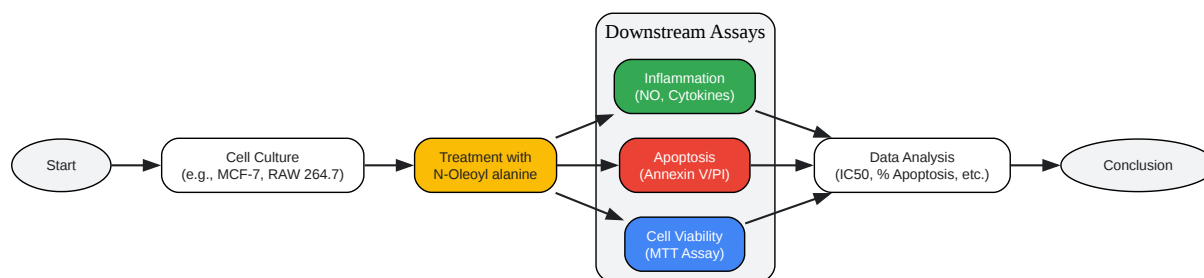 Start
Cell Culture
(e.g., MCF-7, RAW 264.7)
Treatment with
N-Oleoyl alanine
Downstream Assays
Inflammation
(NO, Cytokines)
Apoptosis
(Annexin V/PI)
Cell Viability
(MTT Assay)
Data Analysis
(IC50, % Apoptosis, etc.)
Conclusion